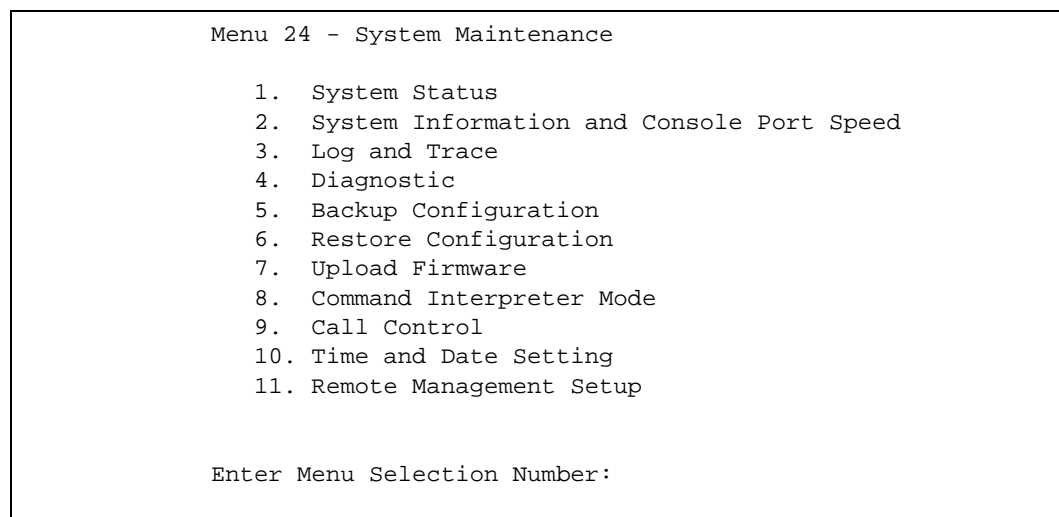 Menu 24 - System Maintenance
1. System Status
2. System Information and Console Port Speed
3. Log and Trace
4. Diagnostic
5. Backup Configuration
6. Restore Configuration
7. Upload Firmware
8. Command Interpreter Mode
9. Call Control
10. Time and Date Setting
11. Remote Management Setup
Enter Menu Selection Number: